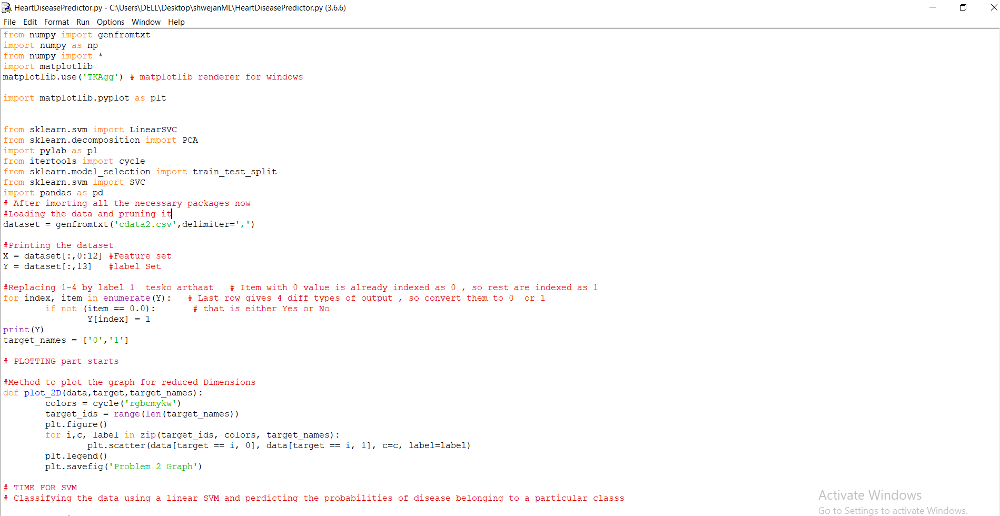 HeartDiseasePredictor.py - C:\Users\DELL\Desktop\shwejanML\HeartDiseasePredictor.py (3.6.6)
File Edit Format Run Options Window Help
from numpy import genfromtxt
import numpy as np
from numpy import *
import matplotlib
matplotlib.use('TKAgg') # matplotlib renderer for windows
import matplotlib.pyplot as plt
from sklearn.svm import LinearSVC
from sklearn.decomposition import PCA
import pylab as pl
from itertools import cycle
from sklearn.model_selection import train_test_split
from sklearn.svm import SVC
import pandas as pd
# After imorting all the necessary packages now
#Loading the data and pruning it
dataset = genfromtxt('cdata2.csv',delimiter=',')
#Printing the dataset
X = dataset[:,0:12] #Feature set
Y = dataset[:,13]   #label Set
#Replacing 1-4 by label 1  tesko arthaat   # Item with 0 value is already indexed as 0 , so rest are indexed as 1
for index, item in enumerate(Y):   # Last row gives 4 diff types of output , so convert them to 0  or 1
        if not (item == 0.0):       # that is either Yes or No
                Y[index] = 1
print(Y)
target_names = ['0','1']
# PLOTTING part starts
#Method to plot the graph for reduced Dimensions
def plot_2D(data,target,target_names):
        colors = cycle('rgbcmykw')
        target_ids = range(len(target_names))
        plt.figure()
        for i,c, label in zip(target_ids, colors, target_names):
                plt.scatter(data[target == i, 0], data[target == i, 1], c=c, label=label)
        plt.legend()
        plt.savefig('Problem 2 Graph')
# TIME FOR SVM
# Classifying the data using a linear SVM and perdicting the probabilities of disease belonging to a particular classs
Activate Windows
Go to Settings to activate Windows.